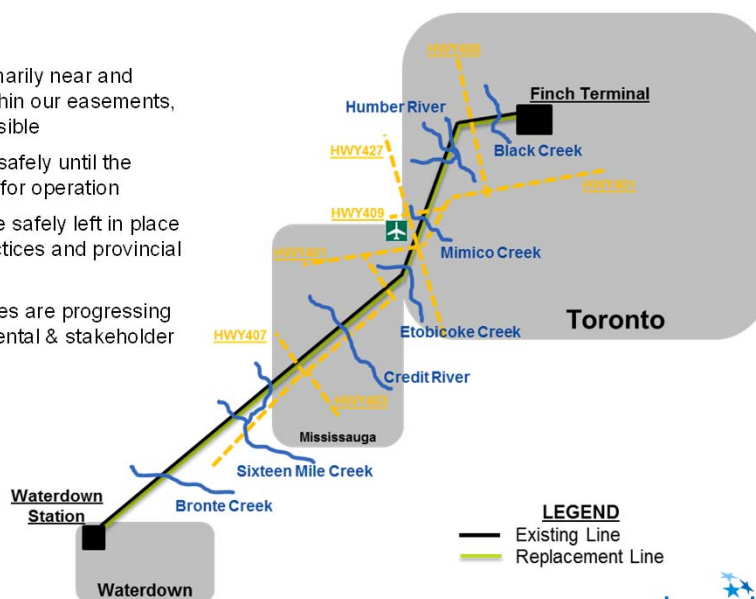 narily near and
hin our easements,
sible
safely until the
for operation
e safely left in place
ctices and provincial
es are progressing
ental & stakeholder
HWY400
Finch Terminal
Humber River
Black Creek
HWY427
HWY401
HWY409
Mimico Creek
HWY401
Etobicoke Creek
Toronto
HWY407
Credit River
HWY403
Mississauga
Sixteen Mile Creek
Bronte Creek
Waterdown
Station
Waterdown
LEGEND
Existing Line
Replacement Line